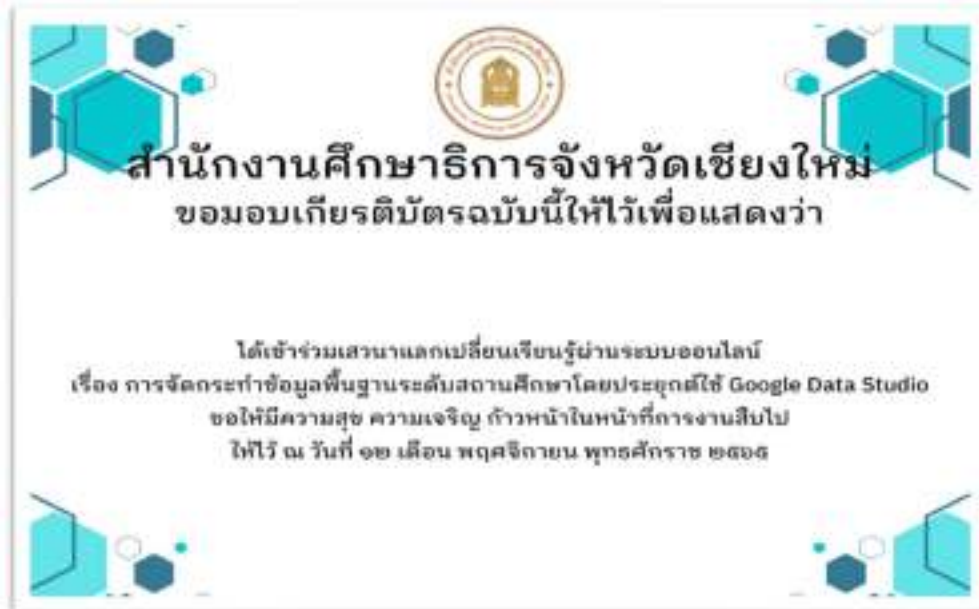 สำนักงานศึกษาธิการจังหวัดเชียงใหม่
ขอมอบเกียรติบัตรฉบับนี้ให้ไว้เพื่อแสดงว่า
ได้เข้าร่วมเสวนาแลกเปลี่ยนเรียนรู้ผ่านระบบออนไลน์
เรื่อง การจัดกระทำข้อมูลพื้นฐานระดับสถานศึกษาโดยประยุกต์ใช้ Google Data Studio
ขอให้มีความสุข ความเจริญ ก้าวหน้าในหน้าที่การงานสืบไป
ให้ไว้ ณ วันที่ ๑๒ เดือน พฤศจิกายน พุทธศักราช ๒๕๖๕